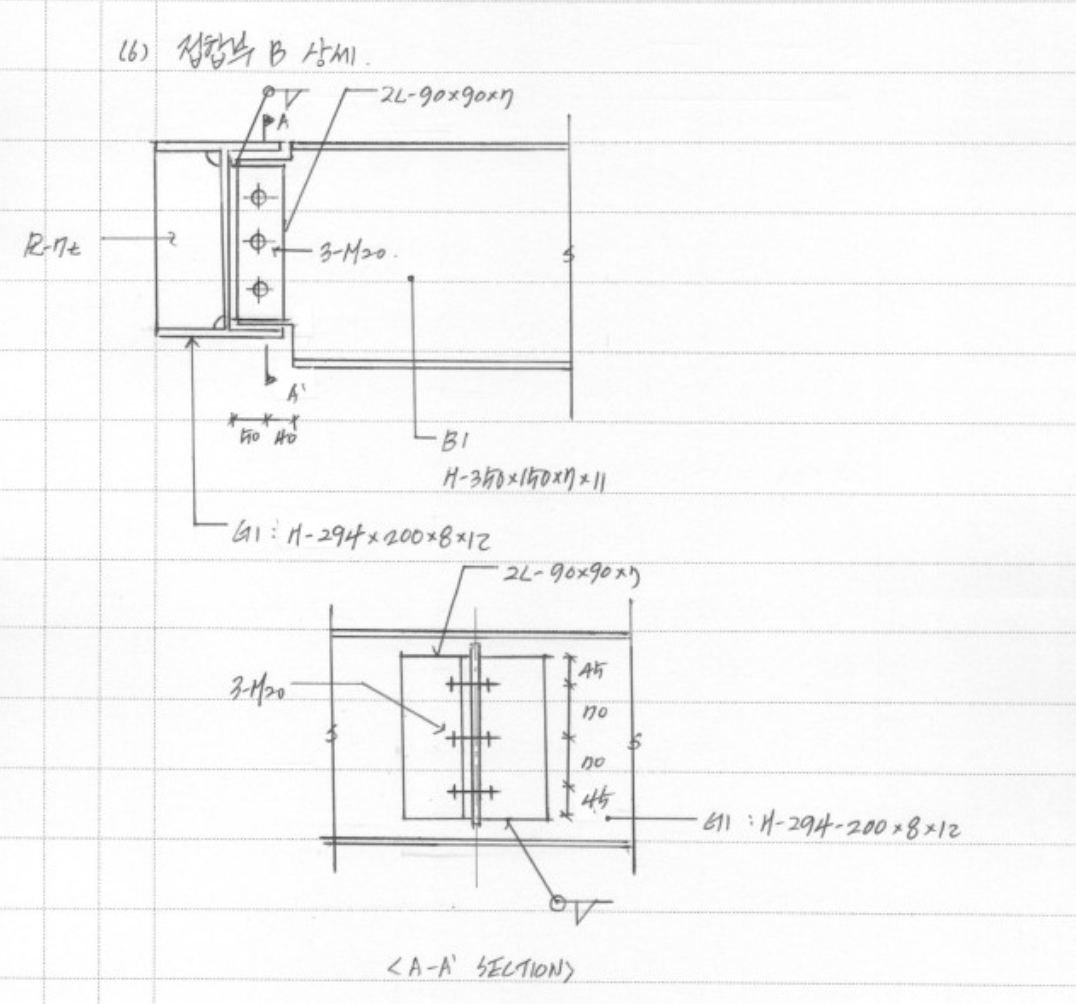 (6) 접합부 B 상세.
2L-90×90×7
A
PL-7t
3-M20.
A'
50 40
B1
H-350×150×7×11
G1 : H-294×200×8×12
2L-90×90×7
45
3-M20
70
70
45
G1 : H-294-200×8×12
<A-A' SECTION>